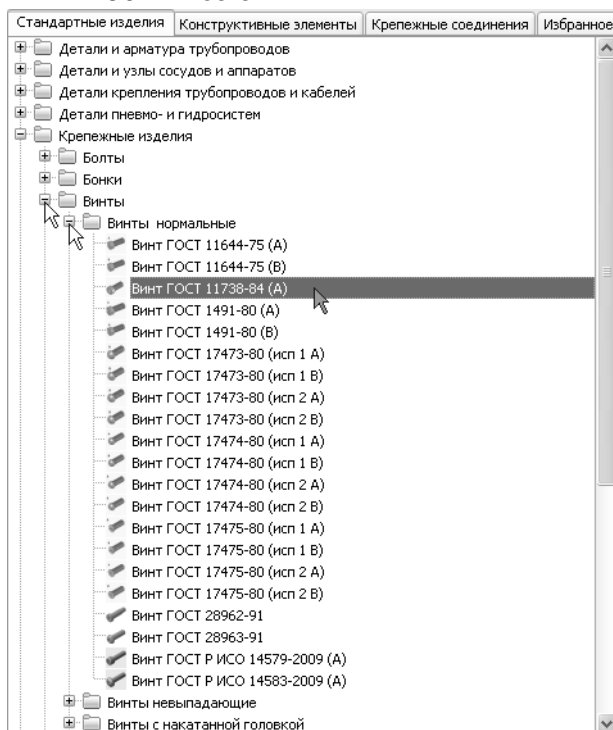 Стандартные изделия Конструктивные элементы Крепежные соединения Избранное
Детали и арматура трубопроводов
Детали и узлы сосудов и аппаратов
Детали крепления трубопроводов и кабелей
Детали пневмо- и гидросистем
Крепежные изделия
Болты
Бонки
Винты
Винты нормальные
Винт ГОСТ 11644-75 (A)
Винт ГОСТ 11644-75 (B)
Винт ГОСТ 11738-84 (A)
Винт ГОСТ 1491-80 (A)
Винт ГОСТ 1491-80 (B)
Винт ГОСТ 17473-80 (исп 1 A)
Винт ГОСТ 17473-80 (исп 1 B)
Винт ГОСТ 17473-80 (исп 2 A)
Винт ГОСТ 17473-80 (исп 2 B)
Винт ГОСТ 17474-80 (исп 1 A)
Винт ГОСТ 17474-80 (исп 1 B)
Винт ГОСТ 17474-80 (исп 2 A)
Винт ГОСТ 17474-80 (исп 2 B)
Винт ГОСТ 17475-80 (исп 1 A)
Винт ГОСТ 17475-80 (исп 1 B)
Винт ГОСТ 17475-80 (исп 2 A)
Винт ГОСТ 17475-80 (исп 2 B)
Винт ГОСТ 28962-91
Винт ГОСТ 28963-91
Винт ГОСТ Р ИСО 14579-2009 (A)
Винт ГОСТ Р ИСО 14583-2009 (A)
Винты невыпадающие
Винты с накатанной головкой